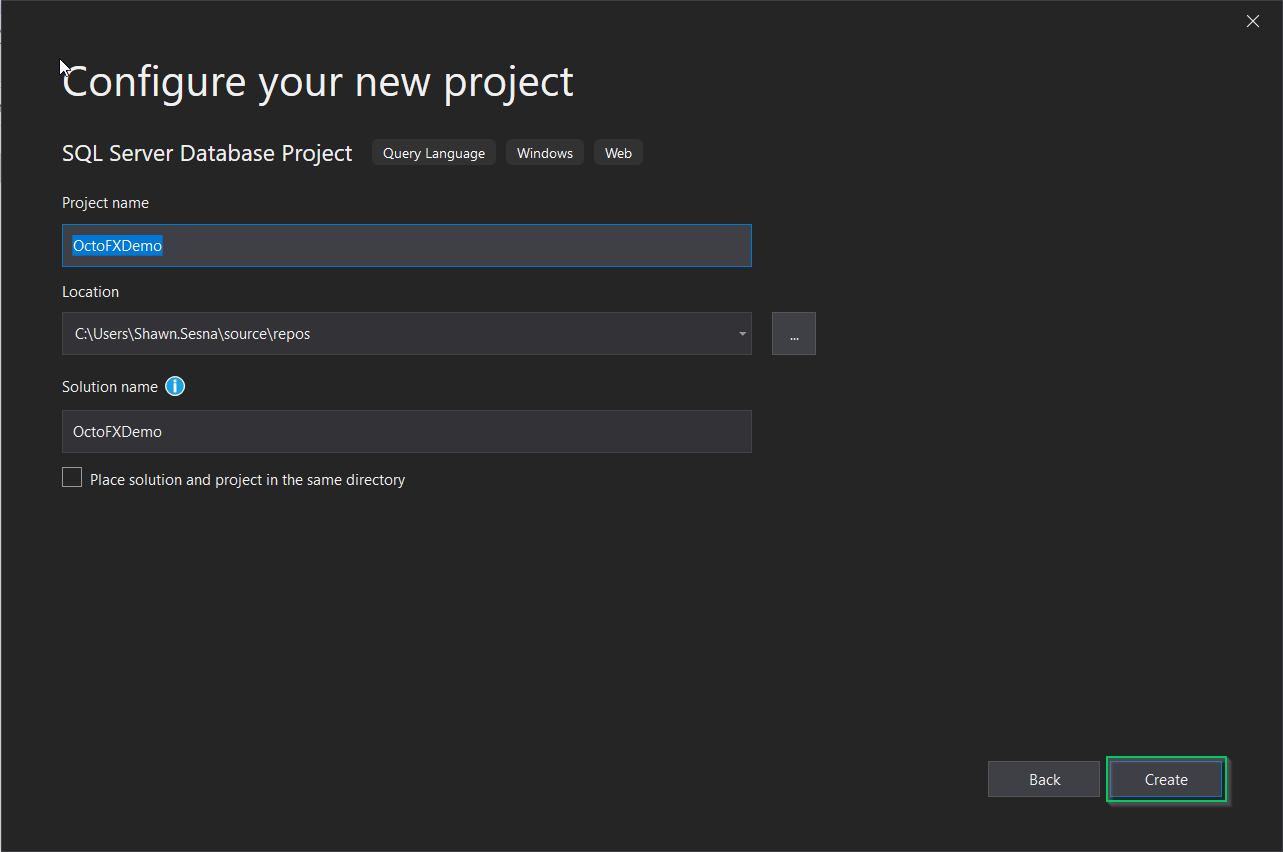 Configure your new project
SQL Server Database Project Query Language Windows Web
Project name
OctoFXDemo
Location
C:\Users\Shawn.Sesna\source\repos ...
Solution name i
OctoFXDemo
Place solution and project in the same directory
Back Create